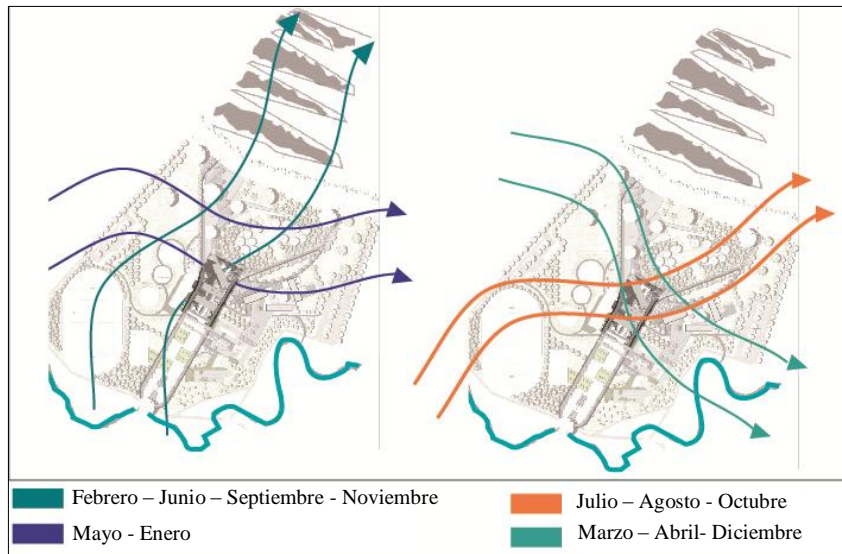 Febrero – Junio – Septiembre - Noviembre
Mayo - Enero
Julio – Agosto - Octubre
Marzo – Abril- Diciembre